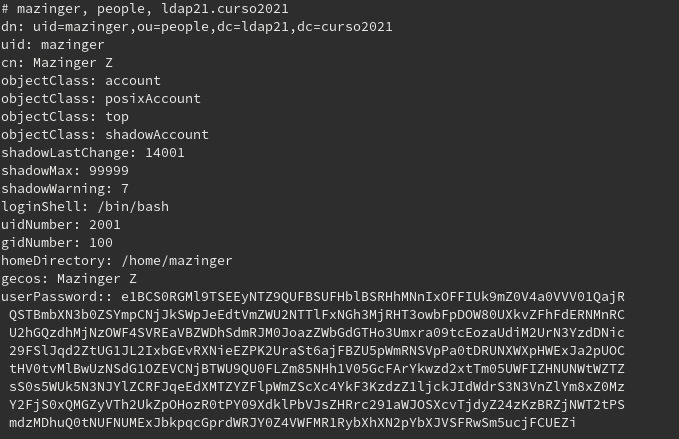 # mazinger, people, ldap21.curso2021
dn: uid=mazinger,ou=people,dc=ldap21,dc=curso2021
uid: mazinger
cn: Mazinger Z
objectClass: account
objectClass: posixAccount
objectClass: top
objectClass: shadowAccount
shadowLastChange: 14001
shadowMax: 99999
shadowWarning: 7
loginShell: /bin/bash
uidNumber: 2001
gidNumber: 100
homeDirectory: /home/mazinger
gecos: Mazinger Z
userPassword:: e1BCS0RGMl9TSEEyNTZ9QUFBSUFHblBSRHhMNnIxOFFIUk9mZ0V4a0VVV01QajR
QSTBmbXN3b0ZSYmpCNjJkSWpJeEdtVmZWU2NTTlFxNGh3MjRHT3owbFpDOW80UXkvZFhFdERNMnRC
U2hGQzdhMjNzOWF4SVREaVBZWDhSdmRJM0JoazZWbGdGTHo3Umxra09tcEozaUdiM2UrN3YzdDNic
29FSlJqd2ZtUG1JL2IxbGEvRXNieEZPK2UraSt6ajFBZU5pWmRNSVpPa0tDRUNXWXpHWExJa2pUOC
tHV0tvMlBwUzNSdG1OZEVCNjBTWU9QU0FLZm85NHh1V05GcFArYkwzd2xtTm05UWFIZHNUNWtWZTZ
sS0s5WUk5N3NJYlZCRFJqeEdXMTZYZFlpWmZScXc4YkF3KzdzZ1ljckJIdWdrS3N3VnZlYm8xZ0Mz
Y2FjS0xQMGZyVTh2UkZpOHozR0tPY09XdklPbVJsZHRrc291aWJOSXcvTjdyZ24zKzBRZjNWT2tPS
mdzMDhuQ0tNUFNUMExJbkpqcGprdWRJY0Z4VWFMR1RybXhXN2pYbXJVSFRwSm5ucjFCUEZi